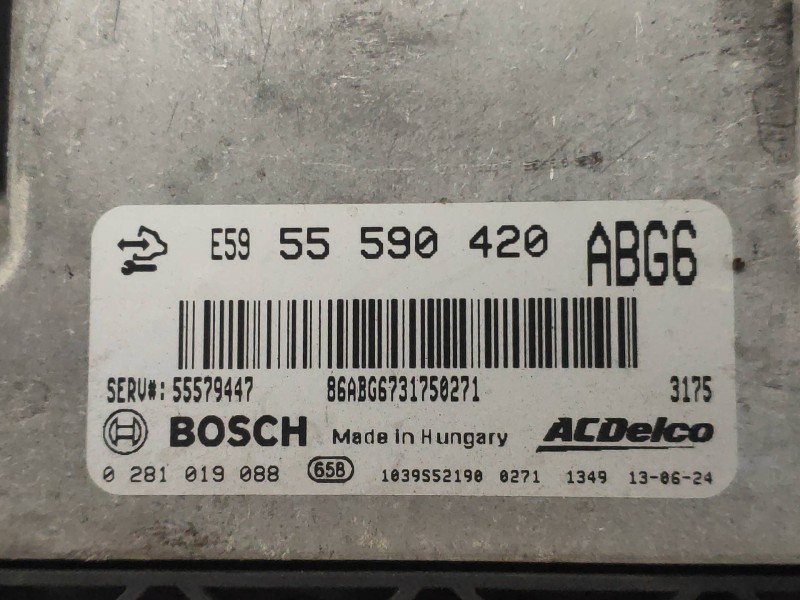 E59 55 590 420 ABG6
SERV#: 55579447 86ABG6731750271 3175
BOSCH Made in Hungary ACDelco
0 281 019 088 658 1039S52190 0271 1349 13-06-24